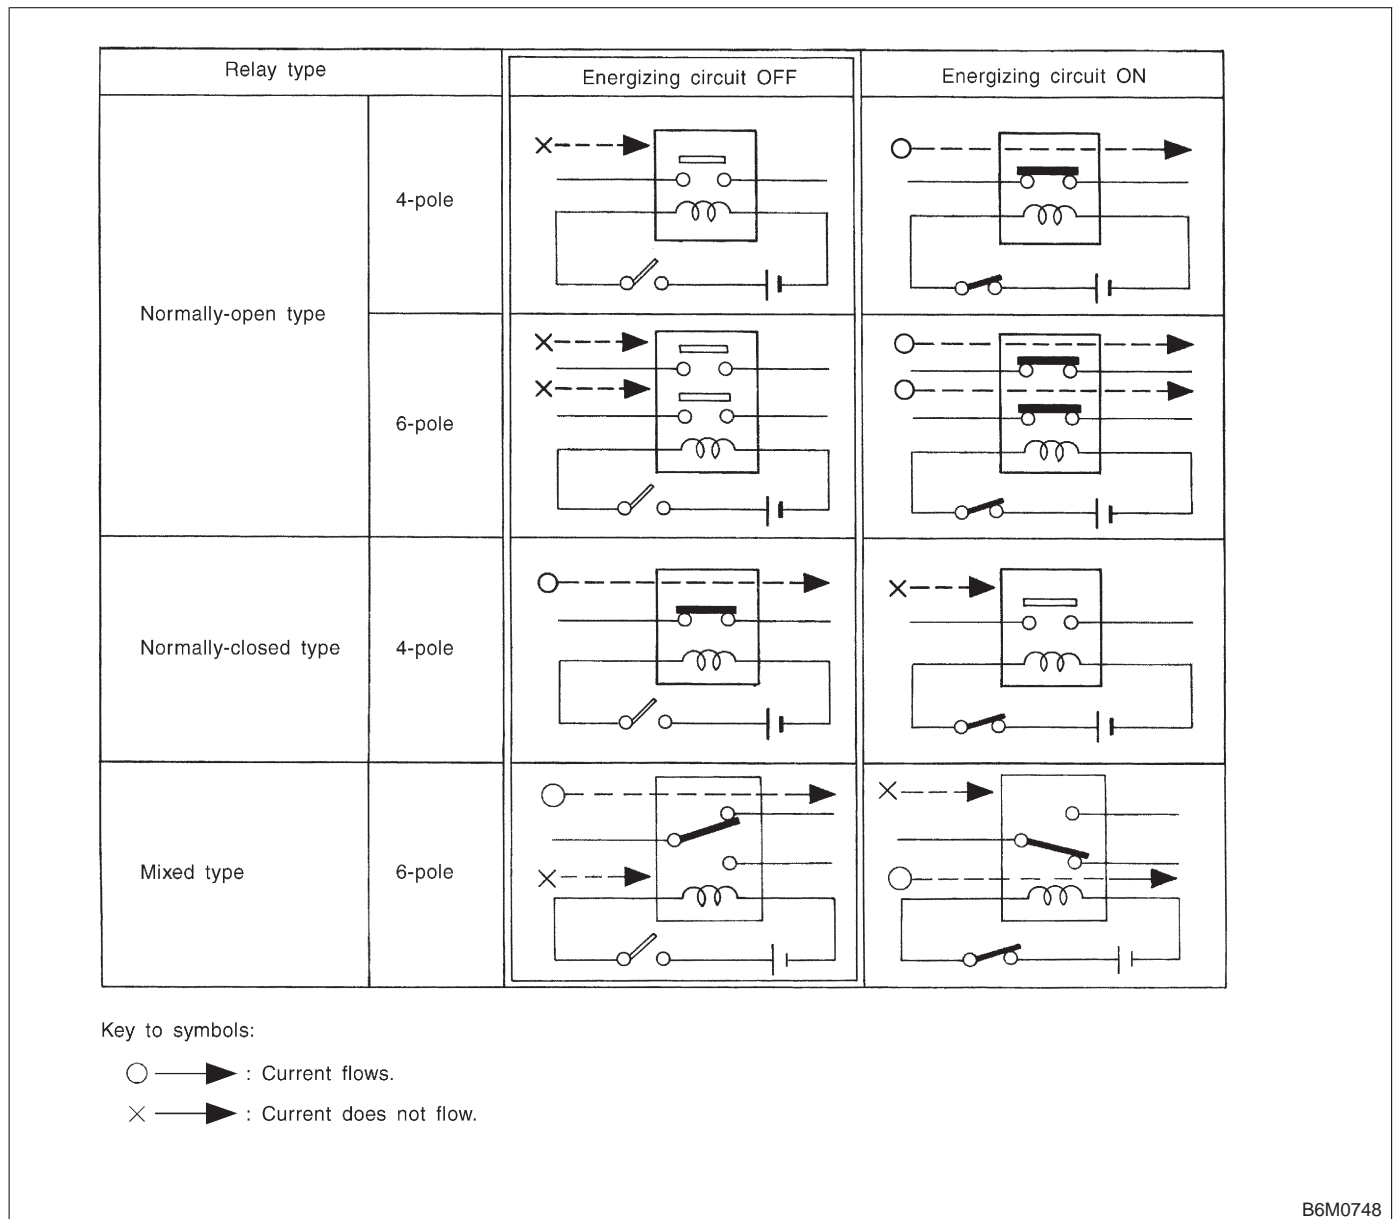 Relay type
Energizing circuit OFF
Energizing circuit ON
Normally-open type
4-pole
6-pole
Normally-closed type
4-pole
Mixed type
6-pole
Key to symbols:
: Current flows.
: Current does not flow.
B6M0748